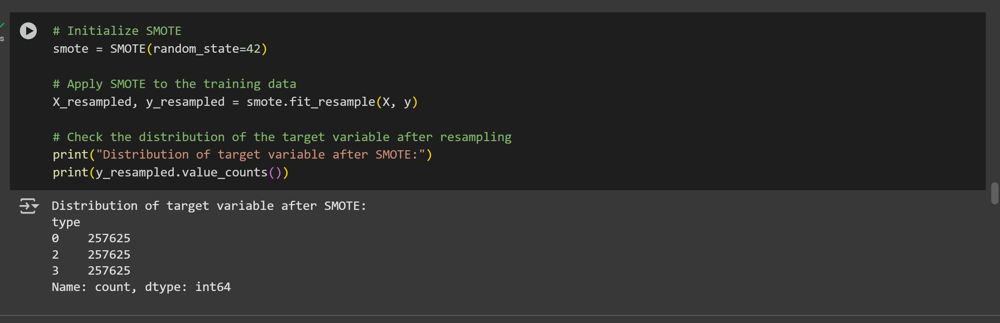 # Initialize SMOTE
smote = SMOTE(random_state=42)
# Apply SMOTE to the training data
X_resampled, y_resampled = smote.fit_resample(X, y)
# Check the distribution of the target variable after resampling
print("Distribution of target variable after SMOTE:")
print(y_resampled.value_counts())
s
Distribution of target variable after SMOTE:
type
0    257625
2    257625
3    257625
Name: count, dtype: int64